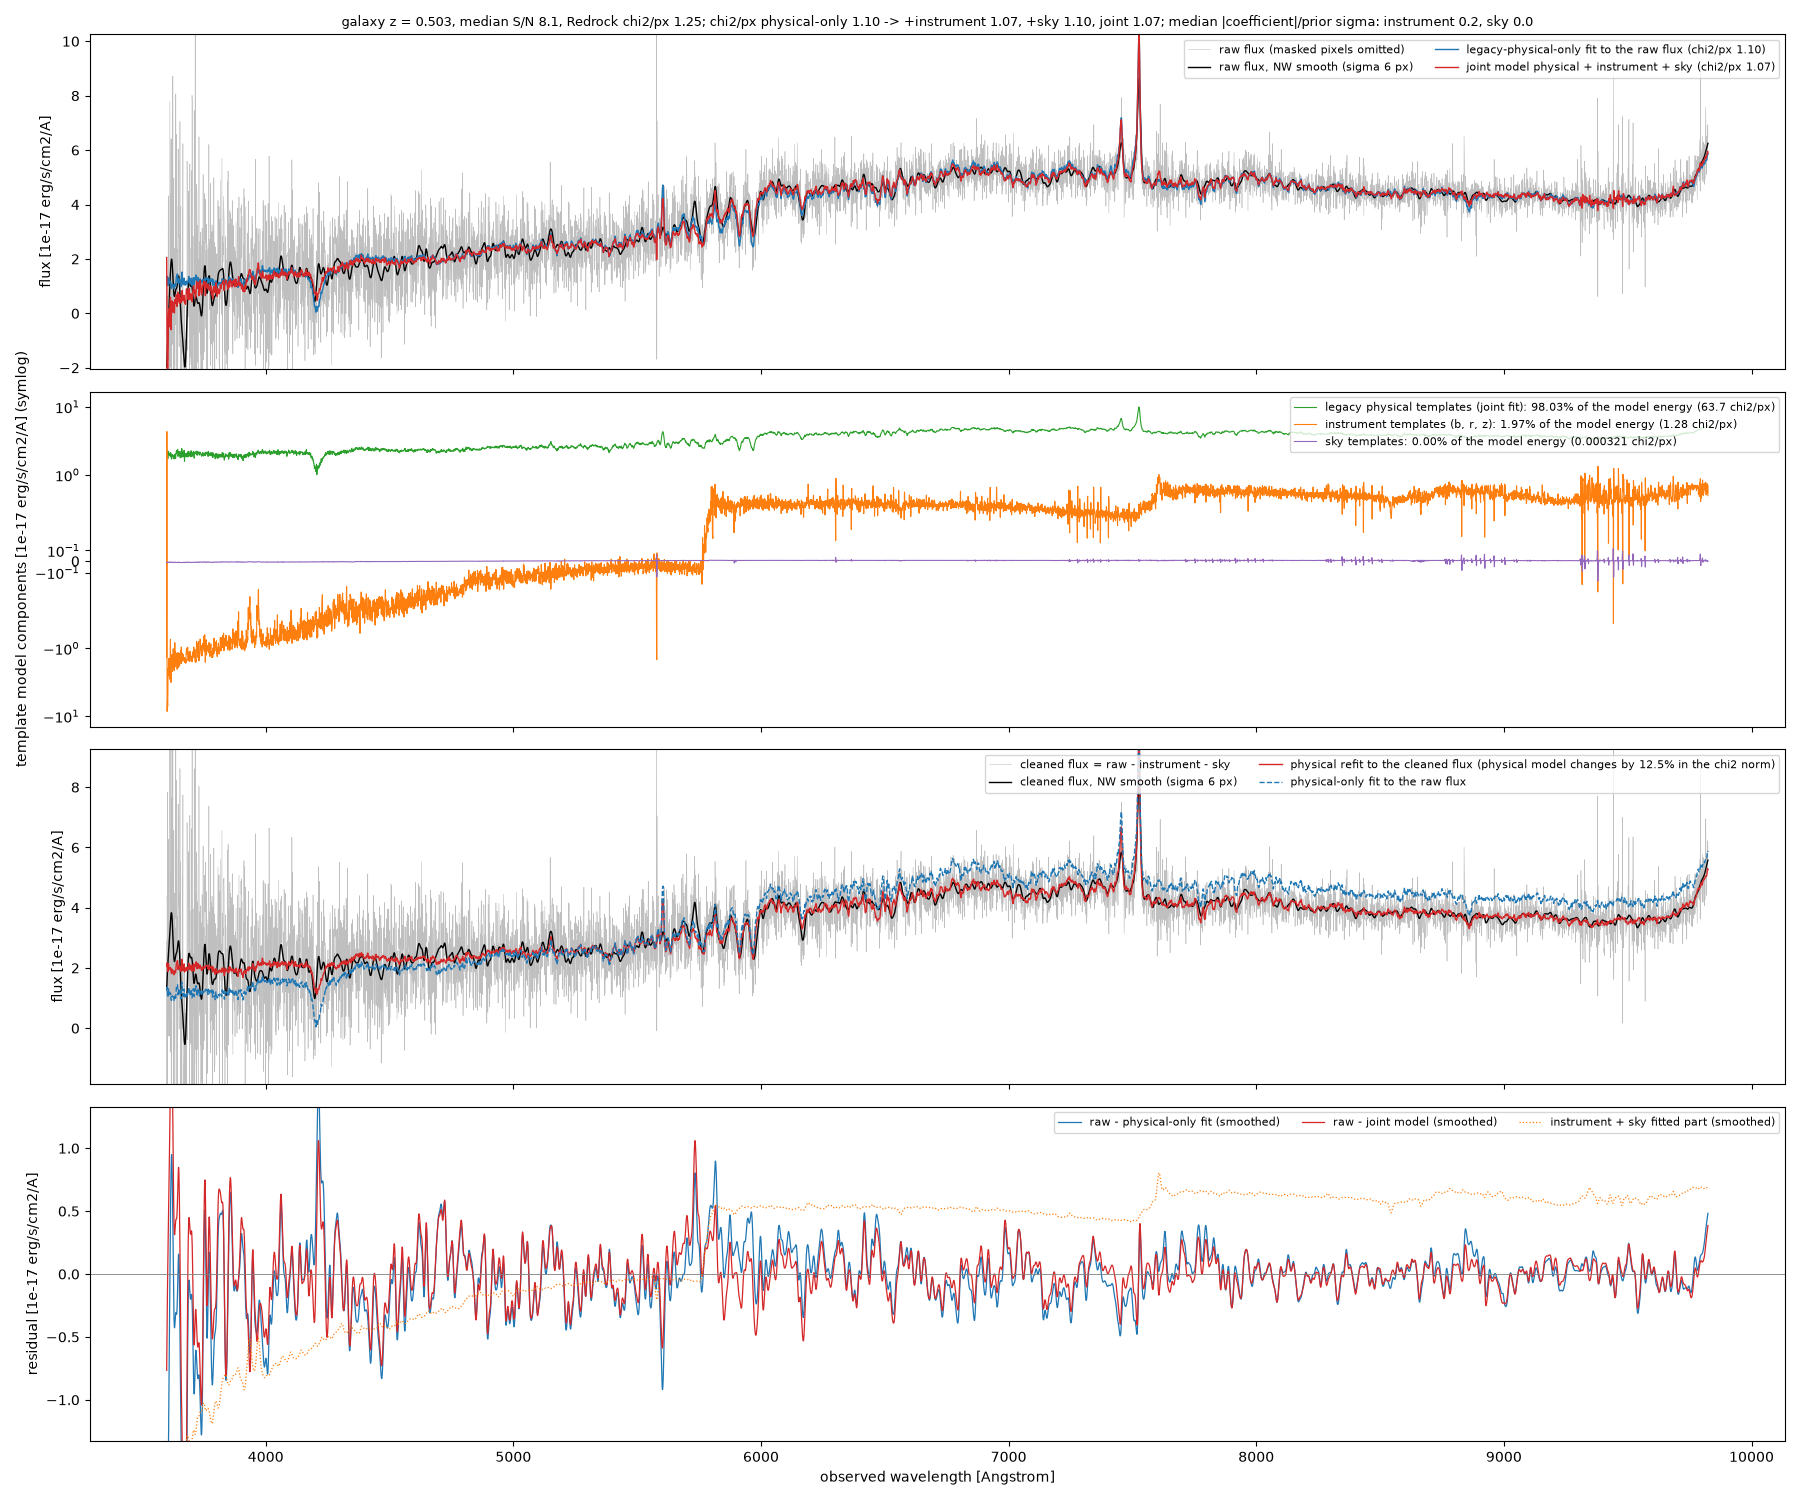 galaxy z = 0.503, median S/N 8.1, Redrock chi2/px 1.25; chi2/px physical-only 1.10 -> +instrument 1.07, +sky 1.10, joint 1.07; median |coefficient|/prior sigma: instrument 0.2, sky 0.0
raw flux (masked pixels omitted)
raw flux, NW smooth (sigma 6 px)
legacy-physical-only fit to the raw flux (chi2/px 1.10)
joint model physical + instrument + sky (chi2/px 1.07)
flux [1e-17 erg/s/cm2/A]
10
8
6
4
2
0
−2
template model components [1e-17 erg/s/cm2/A] (symlog)
legacy physical templates (joint fit): 98.03% of the model energy (63.7 chi2/px)
instrument templates (b, r, z): 1.97% of the model energy (1.28 chi2/px)
sky templates: 0.00% of the model energy (0.000321 chi2/px)
10¹
10⁰
10⁻¹
0
−10⁻¹
−10⁰
−10¹
cleaned flux = raw - instrument - sky
cleaned flux, NW smooth (sigma 6 px)
physical refit to the cleaned flux (physical model changes by 12.5% in the chi2 norm)
physical-only fit to the raw flux
flux [1e-17 erg/s/cm2/A]
8
6
4
2
0
raw - physical-only fit (smoothed)
raw - joint model (smoothed)
instrument + sky fitted part (smoothed)
residual [1e-17 erg/s/cm2/A]
1.0
0.5
0.0
−0.5
−1.0
4000
5000
6000
7000
8000
9000
10000
observed wavelength [Angstrom]